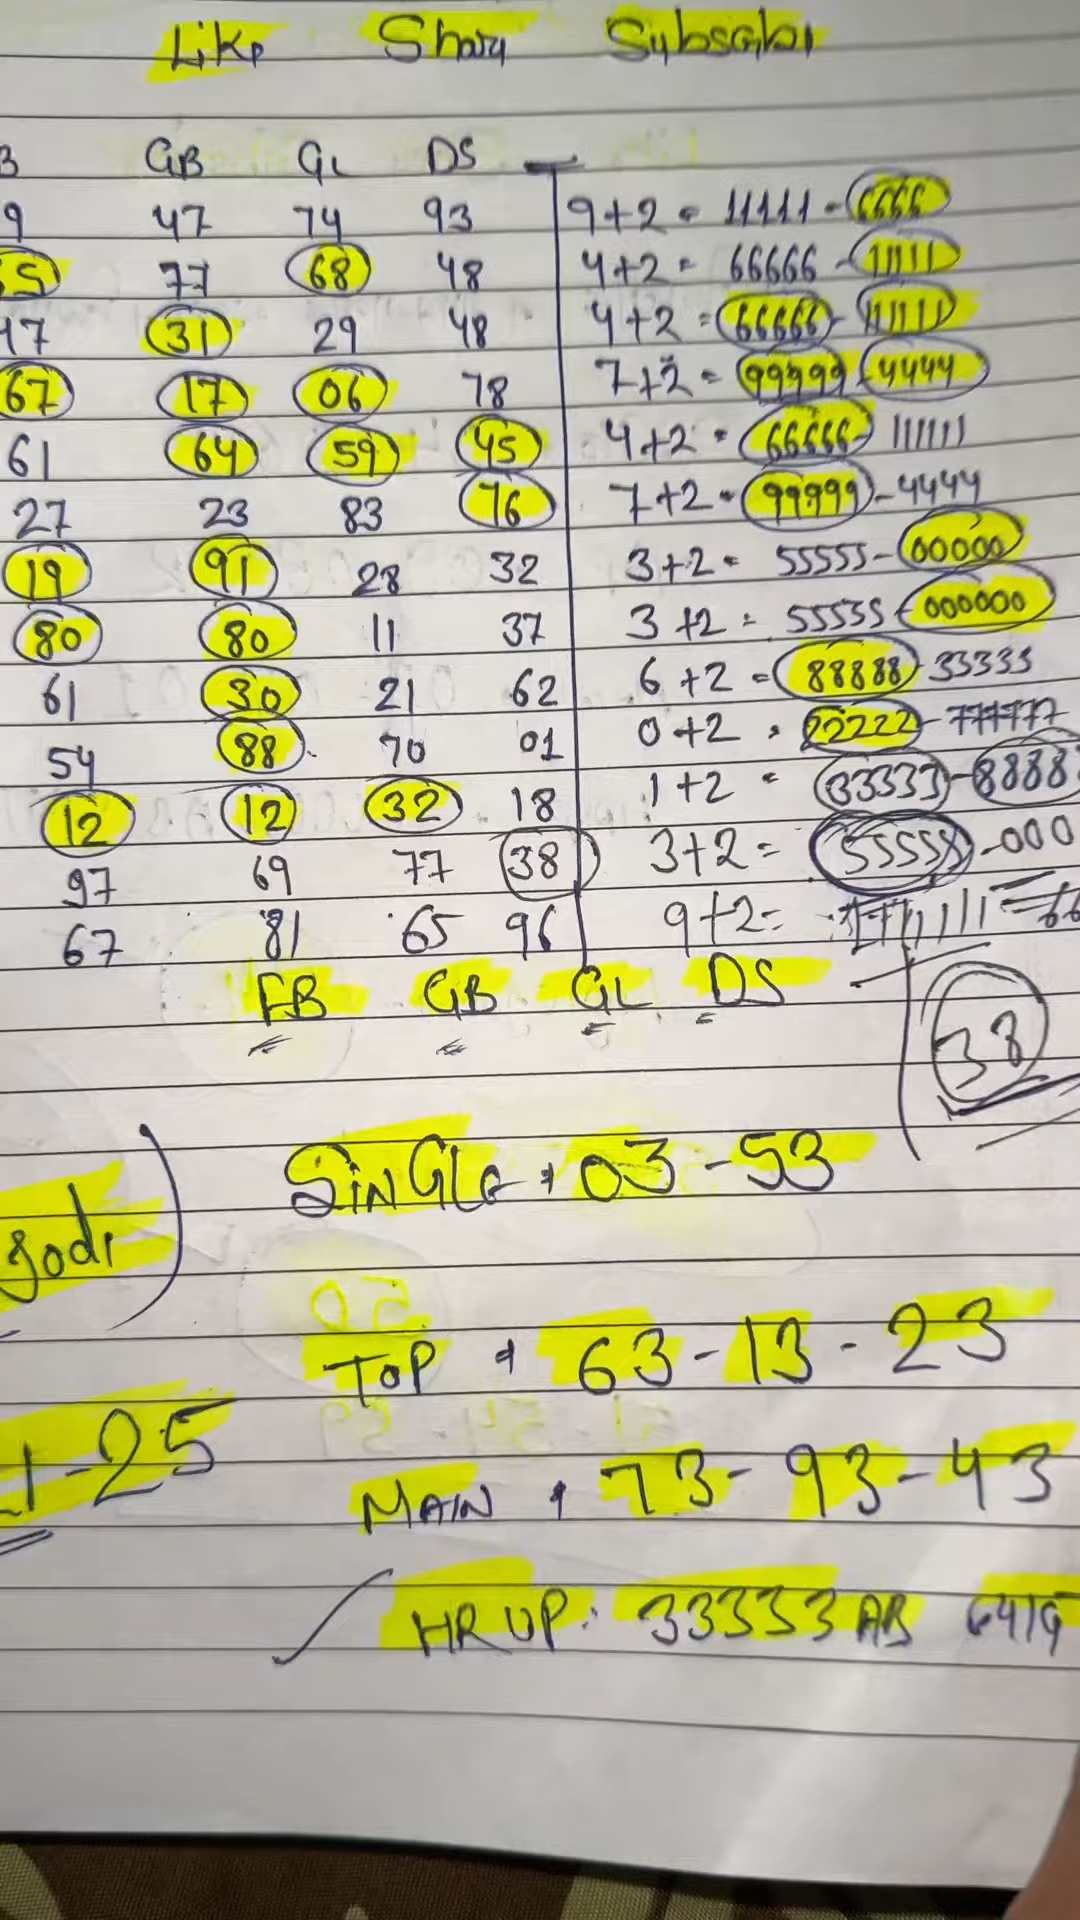 Like Share Subscribe
B GB GL DS
9 47 74 93 9+2= 11111-6666
5 77 68 48 4+2= 66666-11111
47 31 29 48 4+2= 66666-11111
67 17 06 78 7+2= 99999-4444
61 64 59 45 4+2= 66666-111111
27 23 83 76 7+2= 99999-4444
19 91 28 32 3+2= 55555-00000
80 80 11 37 3+2= 55555-000000
61 30 21 62 6+2= 88888-33333
54 88 70 01 0+2= 22222-777777
12 12 32 18 1+2= 33333-8888
97 69 77 38 3+2= 55555-000
67 81 65 96 9+2=
FB GB GL DS
38
SINGLE 03-53
Jodi)
TOP 63-13-23
1-25
MAIN 73-93-43
HRUP: 33333 AB